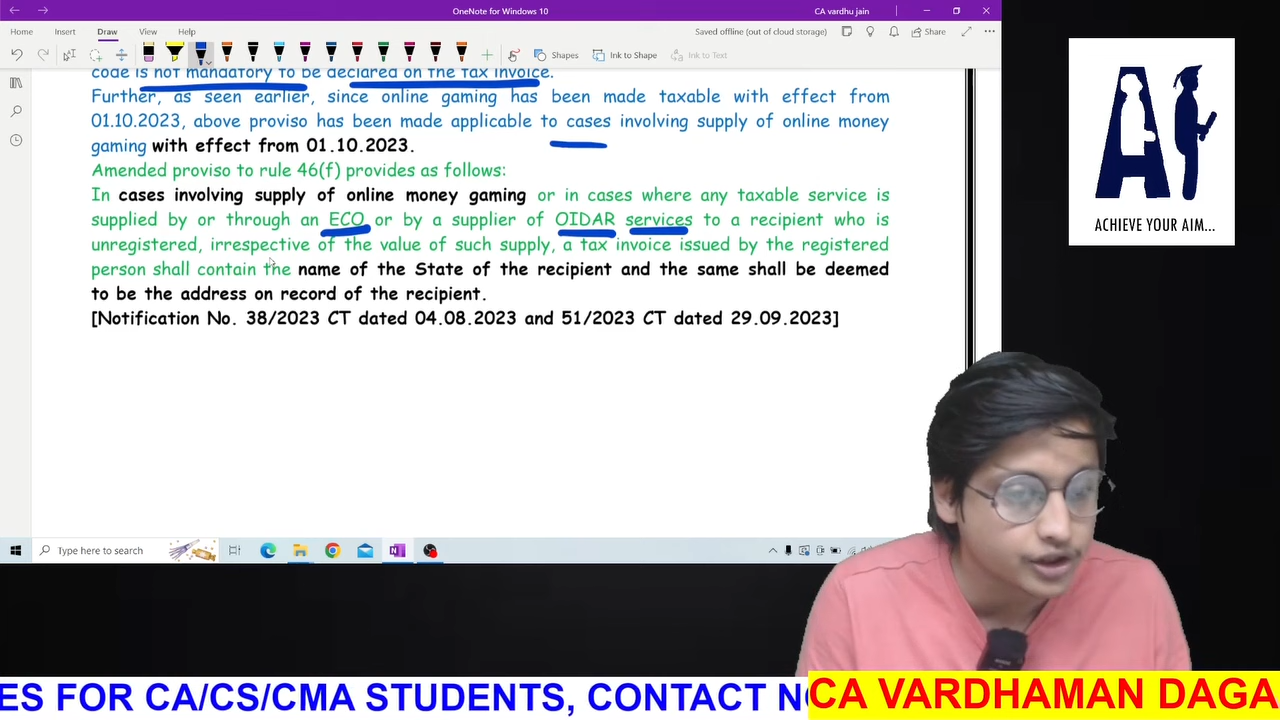 OneNote for Windows 10
CA vardhu jain
Home Insert Draw View Help
Saved offline (out of cloud storage)
Share
Shapes
Ink to Shape
Ink to Text
code is not mandatory to be declared on the tax invoice.
Further, as seen earlier, since online gaming has been made taxable with effect from
01.10.2023, above proviso has been made applicable to cases involving supply of online money
gaming with effect from 01.10.2023.
Amended proviso to rule 46(f) provides as follows:
In cases involving supply of online money gaming or in cases where any taxable service is
supplied by or through an ECO or by a supplier of OIDAR services to a recipient who is
unregistered, irrespective of the value of such supply, a tax invoice issued by the registered
person shall contain the name of the State of the recipient and the same shall be deemed
to be the address on record of the recipient.
[Notification No. 38/2023 CT dated 04.08.2023 and 51/2023 CT dated 29.09.2023]
A
ACHIEVE YOUR AIM...
Type here to search
ES FOR CA/CS/CMA STUDENTS, CONTACT
CA VARDHAMAN DAGA